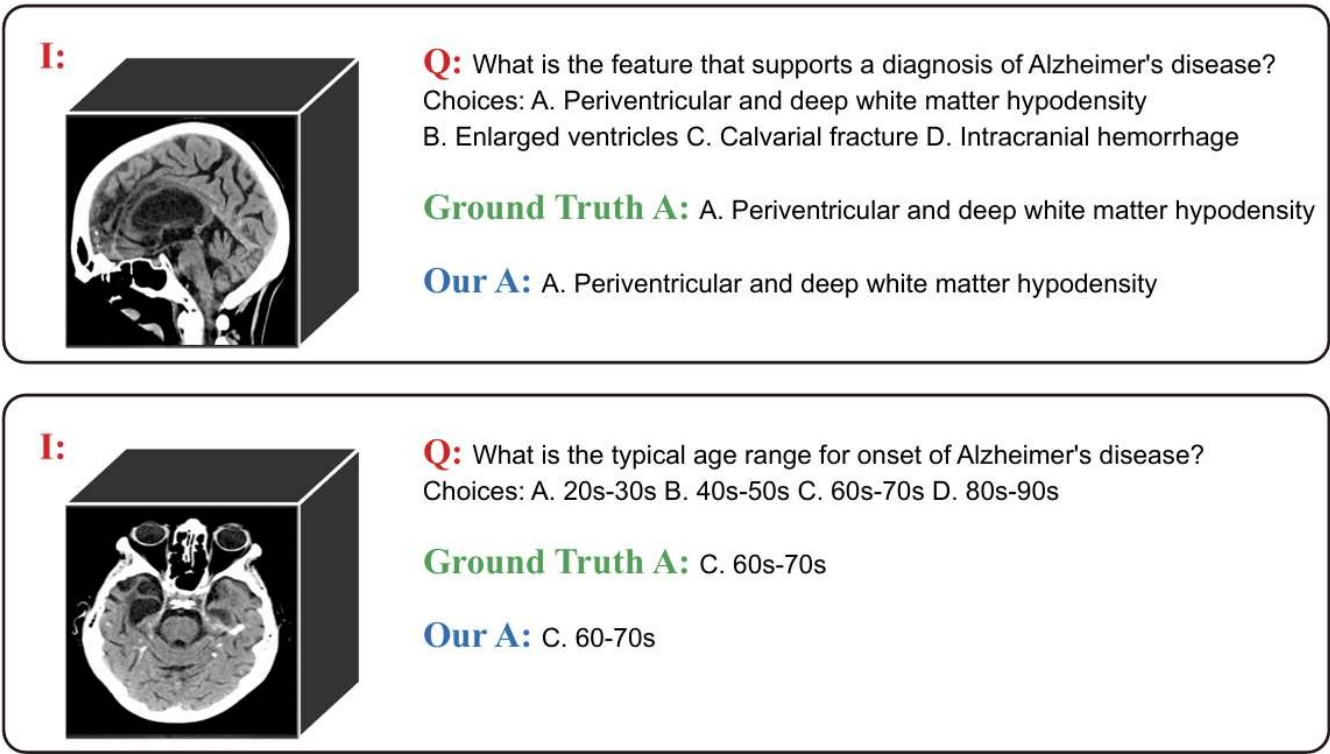 I:
Q: What is the feature that supports a diagnosis of Alzheimer's disease?
Choices: A. Periventricular and deep white matter hypodensity
B. Enlarged ventricles C. Calvarial fracture D. Intracranial hemorrhage
Ground Truth A: A. Periventricular and deep white matter hypodensity
Our A: A. Periventricular and deep white matter hypodensity
I:
Q: What is the typical age range for onset of Alzheimer's disease?
Choices: A. 20s-30s B. 40s-50s C. 60s-70s D. 80s-90s
Ground Truth A: C. 60s-70s
Our A: C. 60-70s